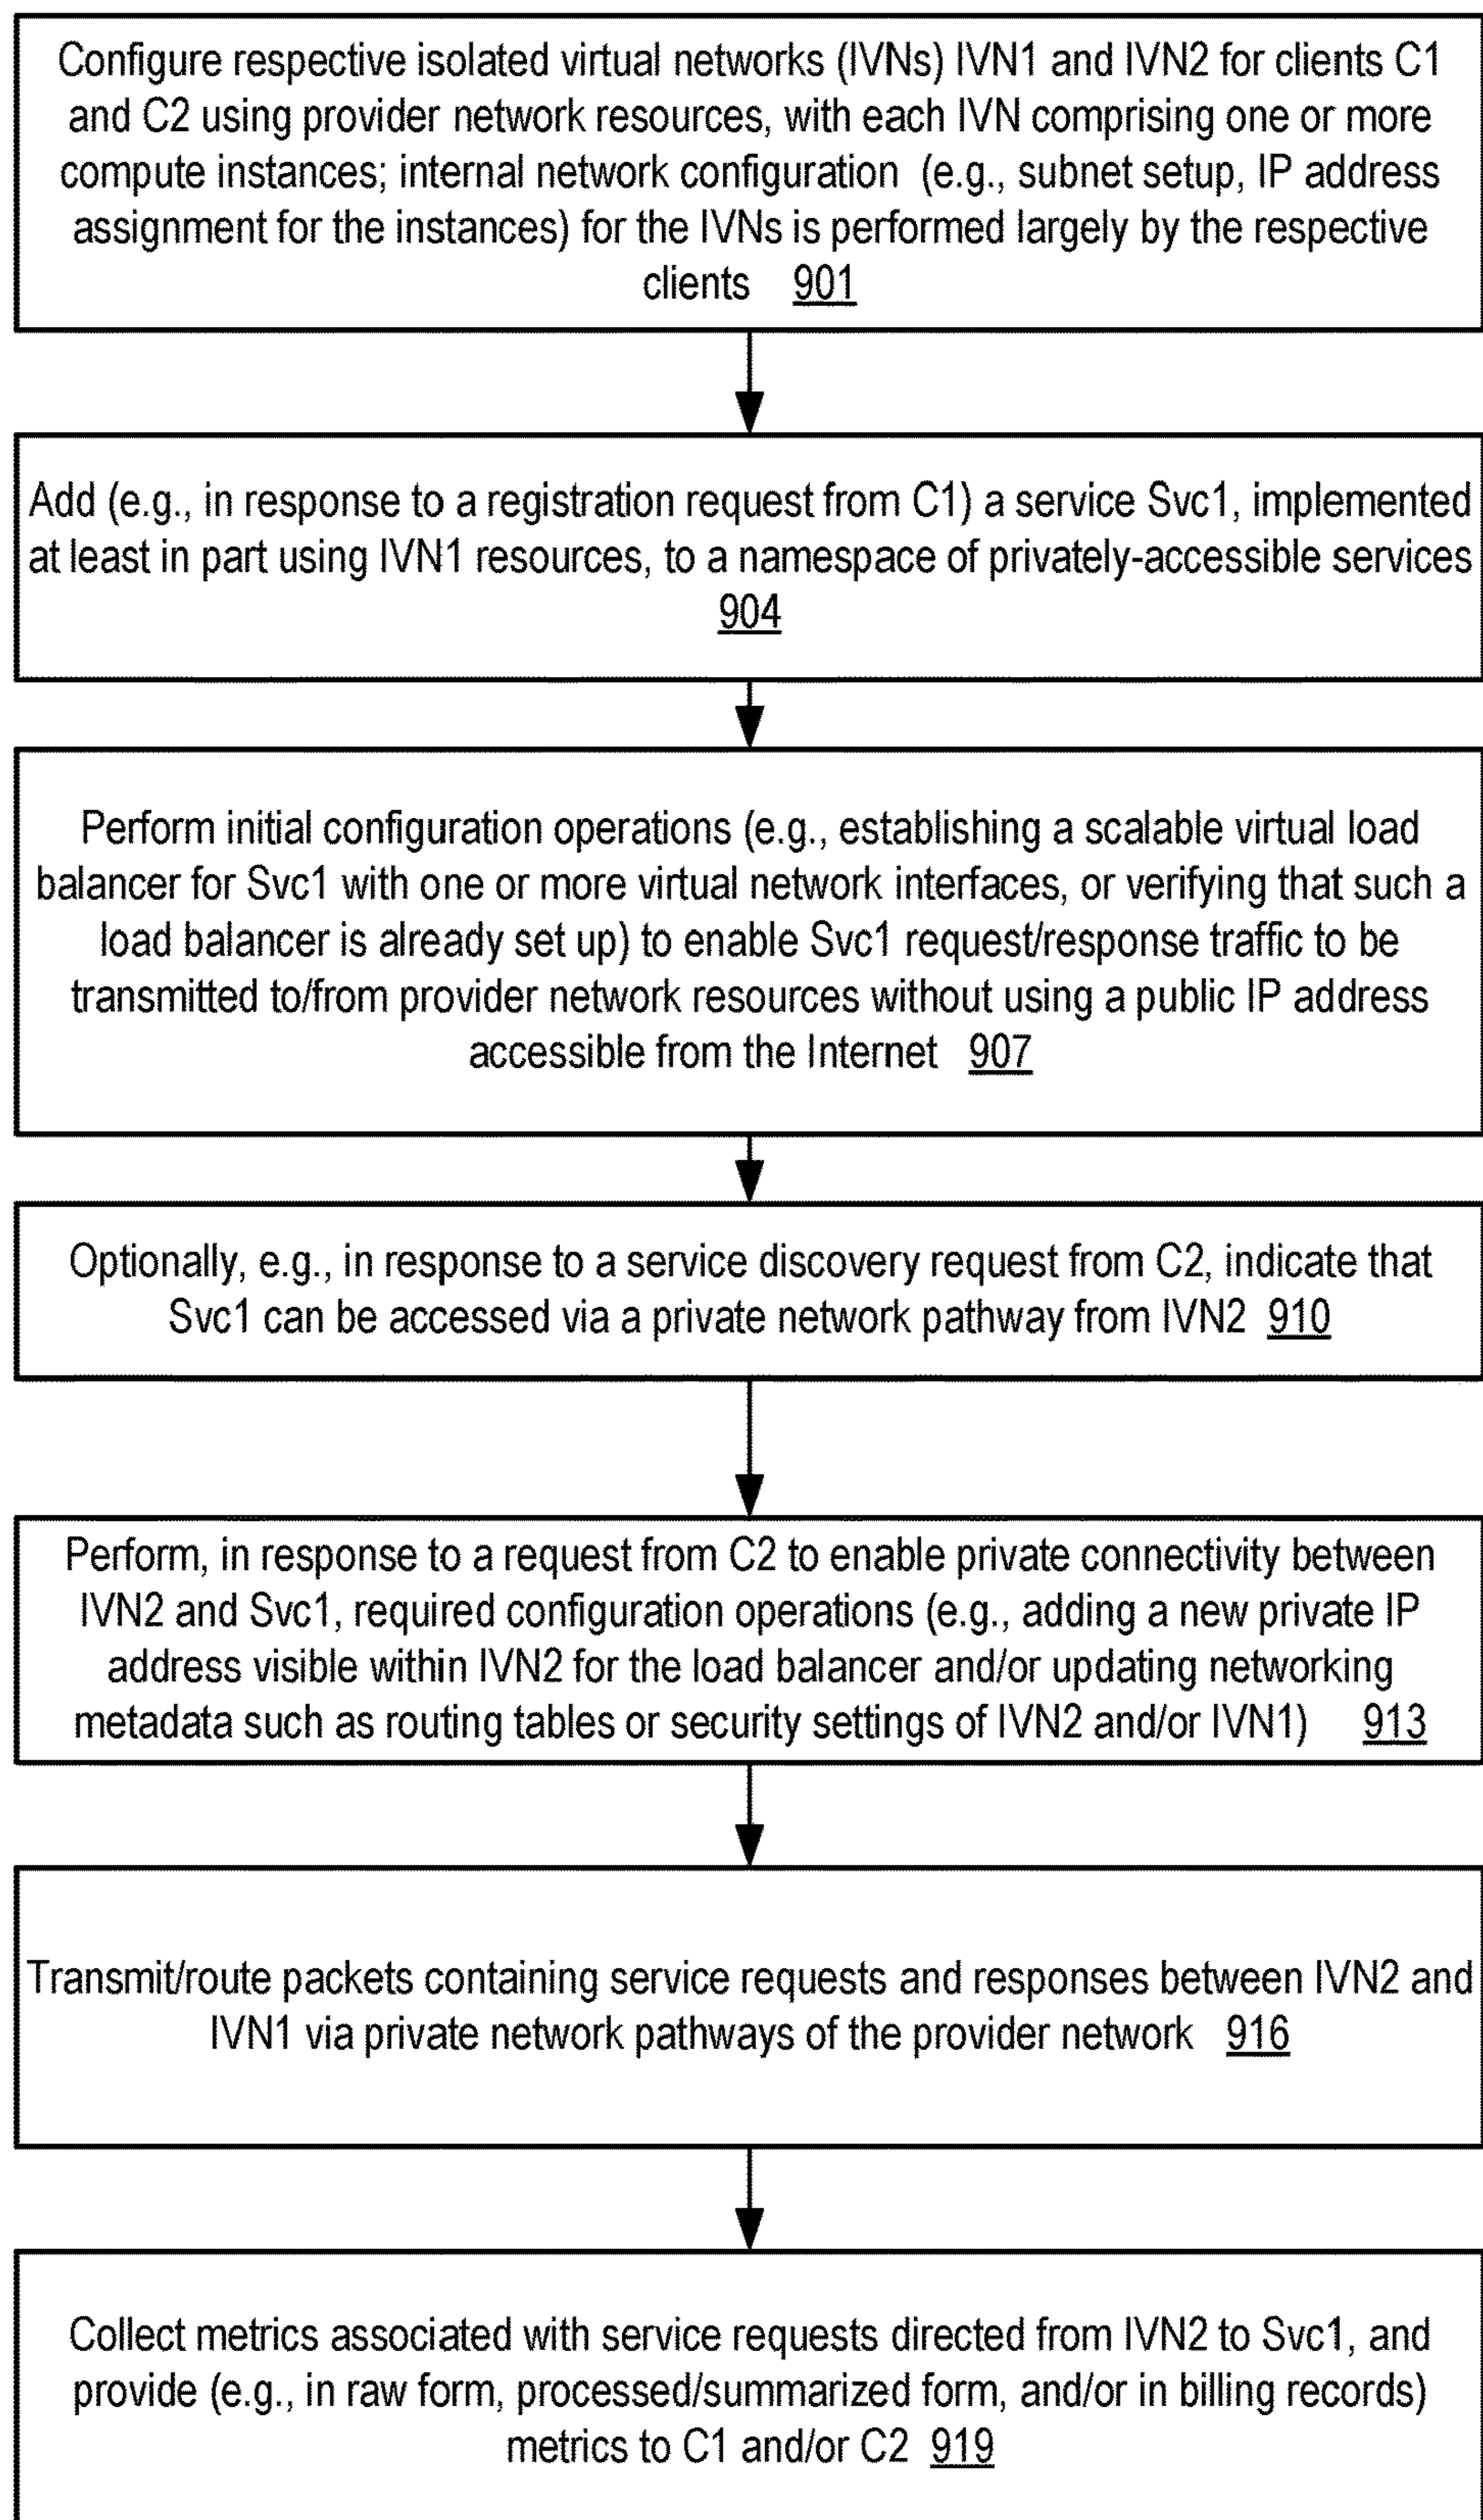 Configure respective isolated virtual networks (IVNs) IVN1 and IVN2 for clients C1
and C2 using provider network resources, with each IVN comprising one or more
compute instances; internal network configuration (e.g., subnet setup, IP address
assignment for the instances) for the IVNs is performed largely by the respective
clients 901
Add (e.g., in response to a registration request from C1) a service Svc1, implemented
at least in part using IVN1 resources, to a namespace of privately-accessible services
904
Perform initial configuration operations (e.g., establishing a scalable virtual load
balancer for Svc1 with one or more virtual network interfaces, or verifying that such a
load balancer is already set up) to enable Svc1 request/response traffic to be
transmitted to/from provider network resources without using a public IP address
accessible from the Internet 907
Optionally, e.g., in response to a service discovery request from C2, indicate that
Svc1 can be accessed via a private network pathway from IVN2 910
Perform, in response to a request from C2 to enable private connectivity between
IVN2 and Svc1, required configuration operations (e.g., adding a new private IP
address visible within IVN2 for the load balancer and/or updating networking
metadata such as routing tables or security settings of IVN2 and/or IVN1) 913
Transmit/route packets containing service requests and responses between IVN2 and
IVN1 via private network pathways of the provider network 916
Collect metrics associated with service requests directed from IVN2 to Svc1, and
provide (e.g., in raw form, processed/summarized form, and/or in billing records)
metrics to C1 and/or C2 919